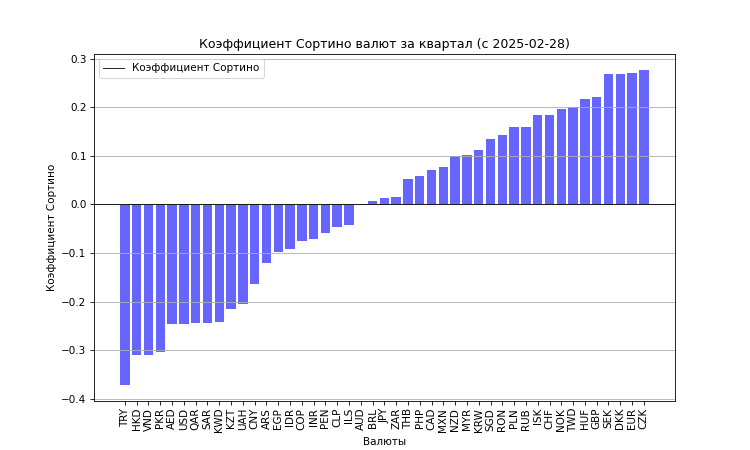 Коэффициент Сортино валют за квартал (с 2025-02-28)
Коэффициент Сортино
0.3
0.2
0.1
0.0
−0.1
−0.2
−0.3
−0.4
Коэффициент Сортино
TRY HKD VND PKR AED USD QAR SAR KWD KZT UAH CNY ARS EGP IDR COP INR PEN CLP ILS AUD BRL JPY ZAR THB PHP CAD MXN NZD MYR KRW SGD RON PLN RUB ISK CHF NOK TWD HUF GBP SEK DKK EUR CZK
Валюты